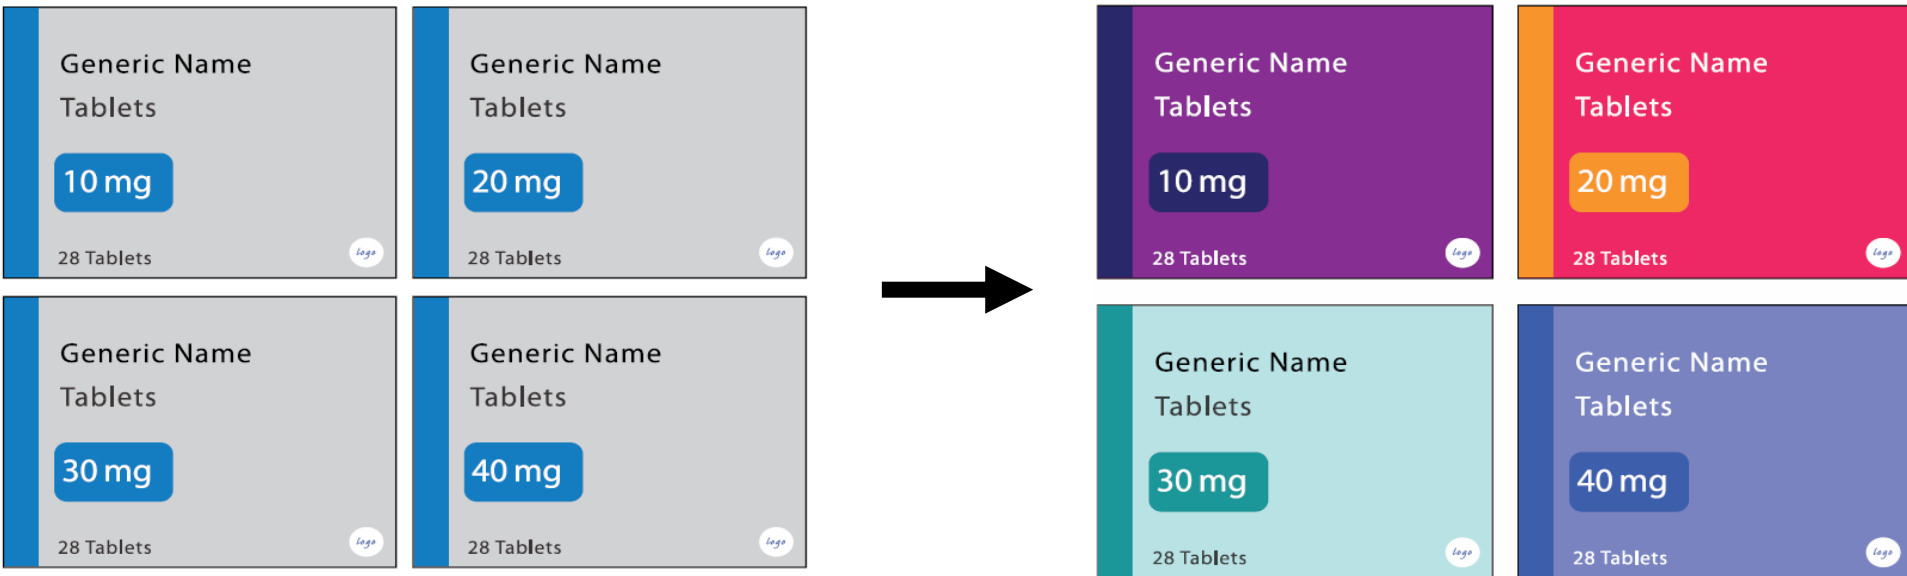 Generic Name
Tablets
10 mg
28 Tablets
logo
Generic Name
Tablets
20 mg
28 Tablets
logo
Generic Name
Tablets
30 mg
28 Tablets
logo
Generic Name
Tablets
40 mg
28 Tablets
logo
Generic Name
Tablets
10 mg
28 Tablets
logo
Generic Name
Tablets
20 mg
28 Tablets
logo
Generic Name
Tablets
30 mg
28 Tablets
logo
Generic Name
Tablets
40 mg
28 Tablets
logo